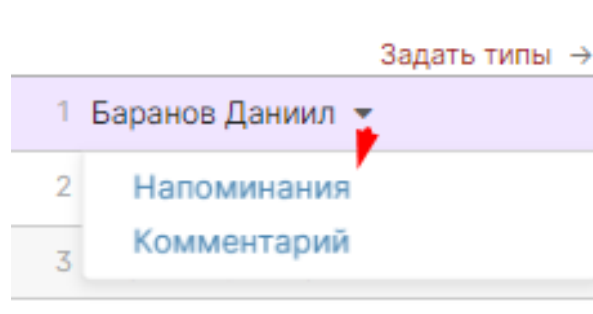 Задать типы →
1 Баранов Даниил
2 Напоминания
Комментарий
3